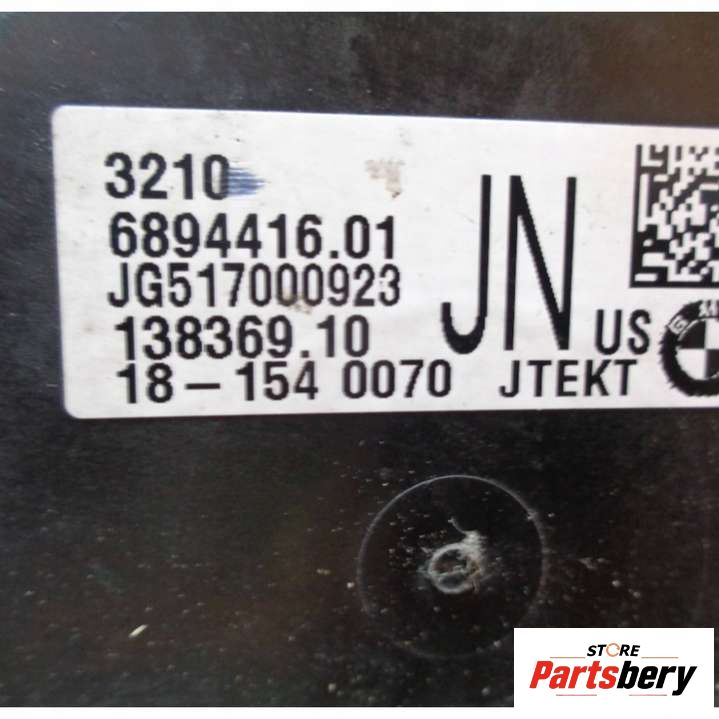 3210
6894416.01
JG517000923
138369.10
18-154 0070
JN
US
JTEKT
STORE
Partsbery